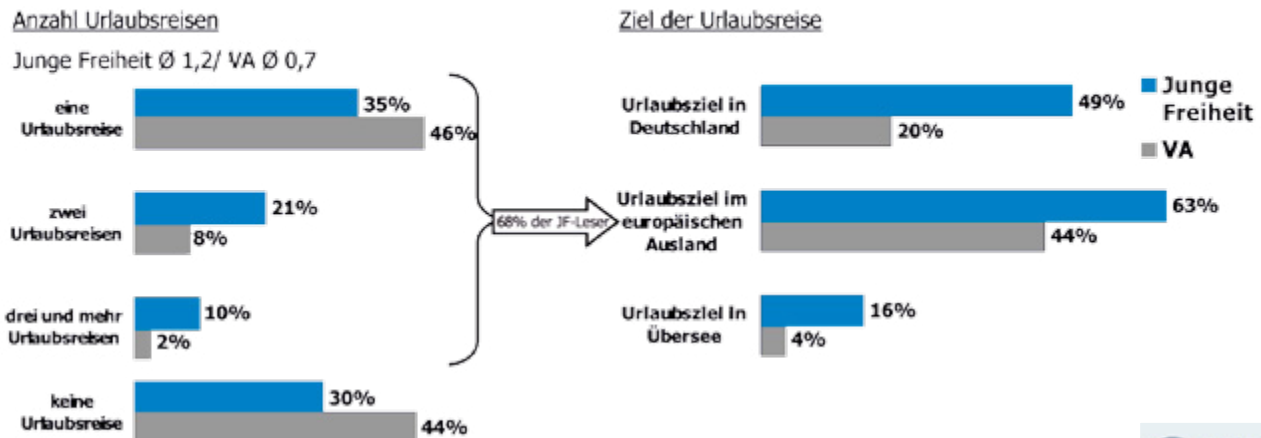 Anzahl Urlaubsreisen
Junge Freiheit Ø 1,2/ VA Ø 0,7
eine
Urlaubsreise
35%
46%
zwei
Urlaubsreisen
21%
8%
drei und mehr
Urlaubsreisen
10%
2%
keine
Urlaubsreise
30%
44%
68% der JF-Leser
Ziel der Urlaubsreise
Urlaubsziel in
Deutschland
49%
20%
Urlaubsziel im
europäischen
Ausland
63%
44%
Urlaubsziel in
Übersee
16%
4%
Junge
Freiheit
VA